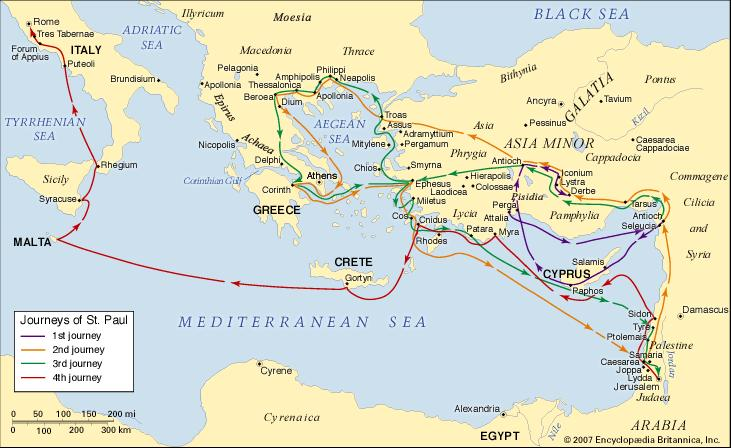 BLACK SEA
Illyricum
Moesia
Rome
Tres Tabernae
Forum
of Appius
ITALY
Puteoli
ADRIATIC
SEA
Brundisium
TYRRHENIAN
SEA
Rhegium
Sicily
Syracuse
MALTA
Macedonia
Thrace
Pelagonia
Apollonia
Epirus
Amphipolis
Philippi
Neapolis
Thessalonica
Beroea
Apollonia
Dium
Nicopolis
Achaea
Delphi
Corinthian Gulf
Corinth
Athens
GREECE
AEGEAN
SEA
Troas
Assus
Adramyttium
Mitylene
Pergamum
Chios
Smyrna
Ephesus
Miletus
Cos
Cnidus
Rhodes
Bithynia
Asia
Phrygia
ASIA MINOR
Hierapolis
Laodicea
Colossae
Antioch
Pisidia
Perga
Attalia
Lycia
Patara
Myra
Pamphylia
Iconium
Lystra
Derbe
Ancyra
Pessinus
GALATIA
Tavium
Pontus
Kizil
Caesarea
Cappadociae
Cappadocia
Commagene
Tarsus
Cilicia
and
Syria
Antioch
Seleucia
CYPRUS
Salamis
Paphos
CRETE
Gortyn
MEDITERRANEAN SEA
Sidon
Tyre
Ptolemais
Damascus
Palestine
Samaria
Caesarea
Joppa
Lydda
Jerusalem
Jordan
Judaea
Cyrene
Cyrenaica
Alexandria
EGYPT
Nile
ARABIA
Journeys of St. Paul
1st journey
2nd journey
3rd journey
4th journey
0 50 100 150 200 mi
0 100 200 300 km
© 2007 Encyclopædia Britannica, Inc.